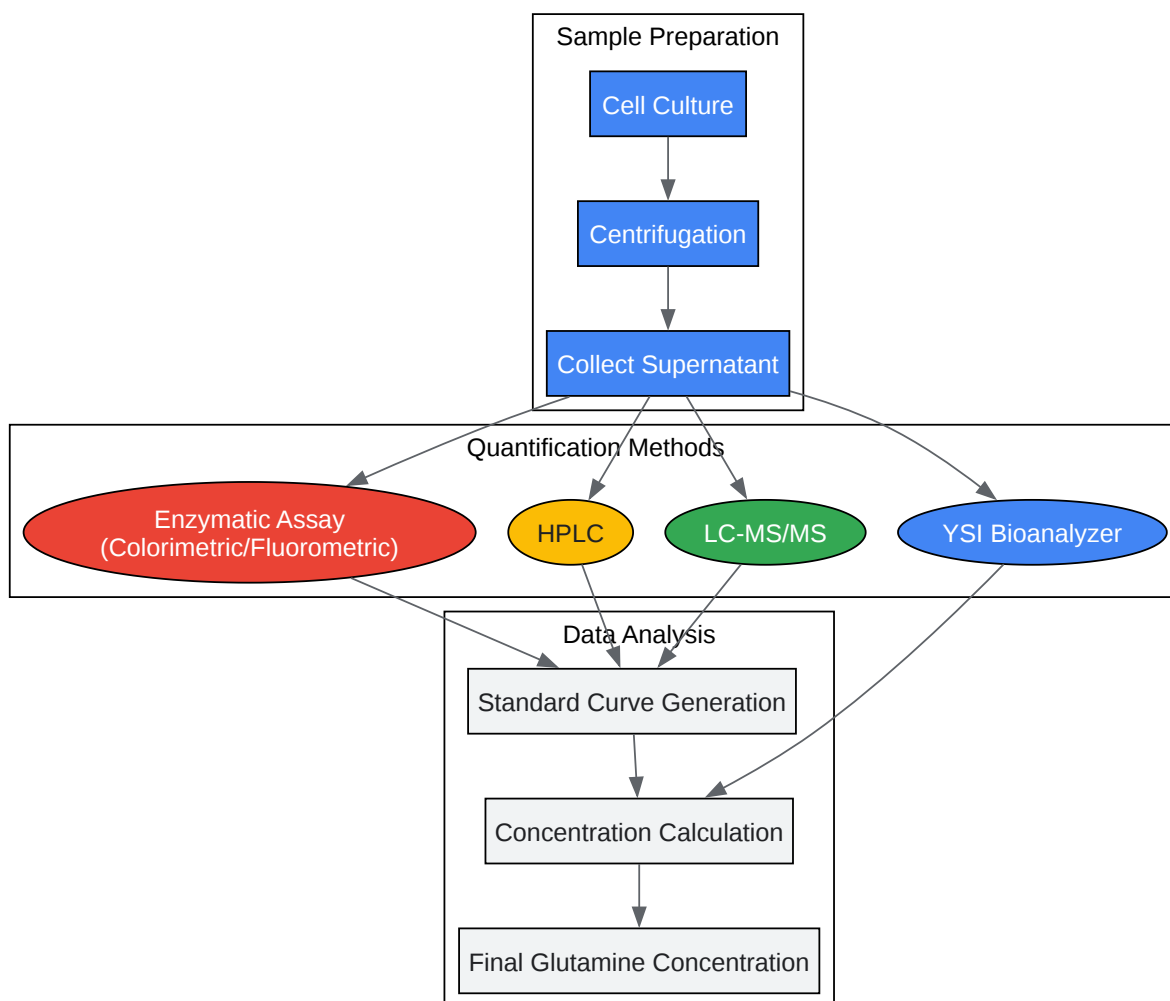 Sample Preparation
Cell Culture
Centrifugation
Collect Supernatant
Quantification Methods
Enzymatic Assay
(Colorimetric/Fluorometric)
HPLC
LC-MS/MS
YSI Bioanalyzer
Data Analysis
Standard Curve Generation
Concentration Calculation
Final Glutamine Concentration